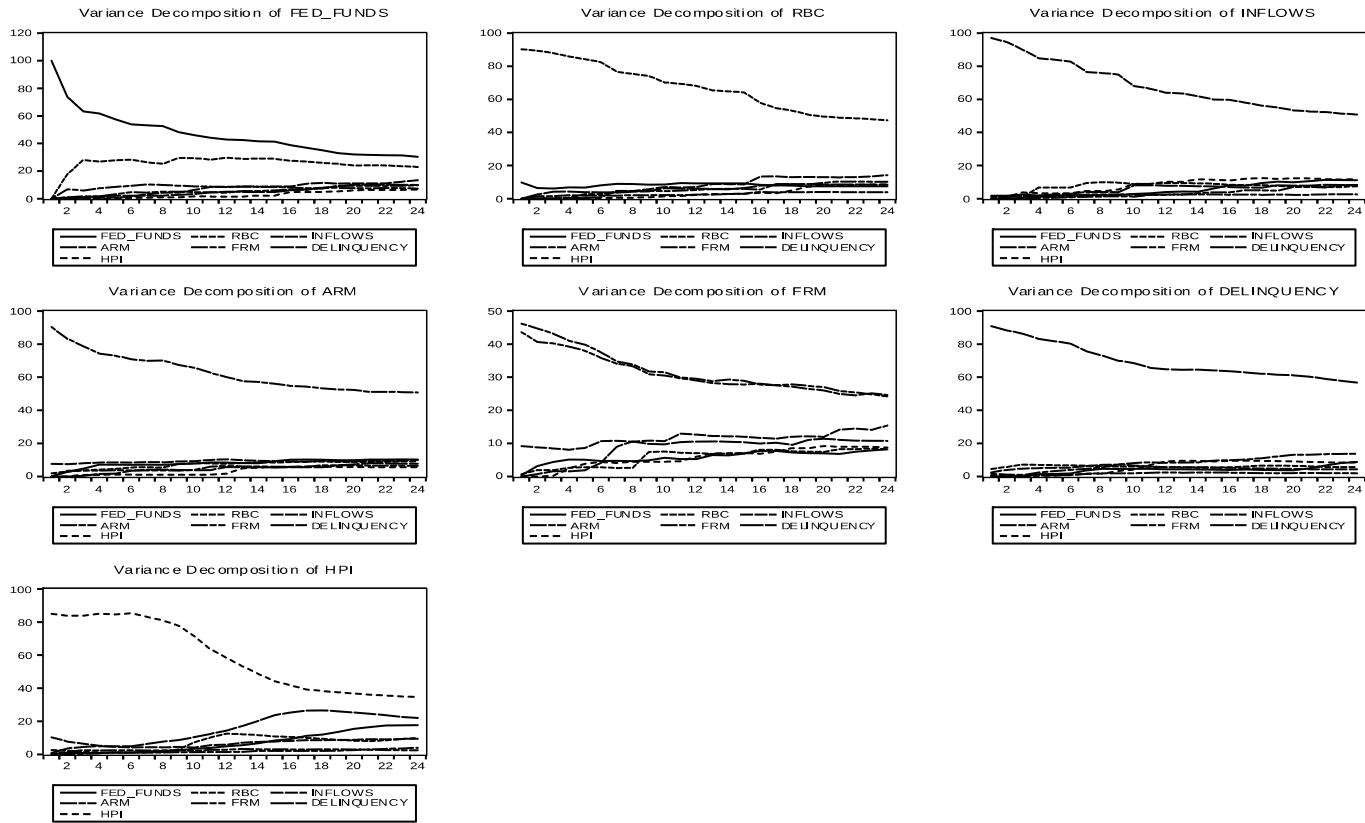 Variance Decomposition of FED_FUNDS
120
100
80
60
40
20
0
2 4 6 8 10 12 14 16 18 20 22 24
FED_FUNDS RBC INFLOWS
ARM FRM DELINQUENCY
HPI
Variance Decomposition of RBC
100
80
60
40
20
0
2 4 6 8 10 12 14 16 18 20 22 24
FED_FUNDS RBC INFLOWS
ARM FRM DELINQUENCY
HPI
Variance Decomposition of INFLOWS
100
80
60
40
20
0
2 4 6 8 10 12 14 16 18 20 22 24
FED_FUNDS RBC INFLOWS
ARM FRM DELINQUENCY
HPI
Variance Decomposition of ARM
100
80
60
40
20
0
2 4 6 8 10 12 14 16 18 20 22 24
FED_FUNDS RBC INFLOWS
ARM FRM DELINQUENCY
HPI
Variance Decomposition of FRM
50
40
30
20
10
0
2 4 6 8 10 12 14 16 18 20 22 24
FED_FUNDS RBC INFLOWS
ARM FRM DELINQUENCY
HPI
Variance Decomposition of DELINQUENCY
100
80
60
40
20
0
2 4 6 8 10 12 14 16 18 20 22 24
FED_FUNDS RBC INFLOWS
ARM FRM DELINQUENCY
HPI
Variance Decomposition of HPI
100
80
60
40
20
0
2 4 6 8 10 12 14 16 18 20 22 24
FED_FUNDS RBC INFLOWS
ARM FRM DELINQUENCY
HPI